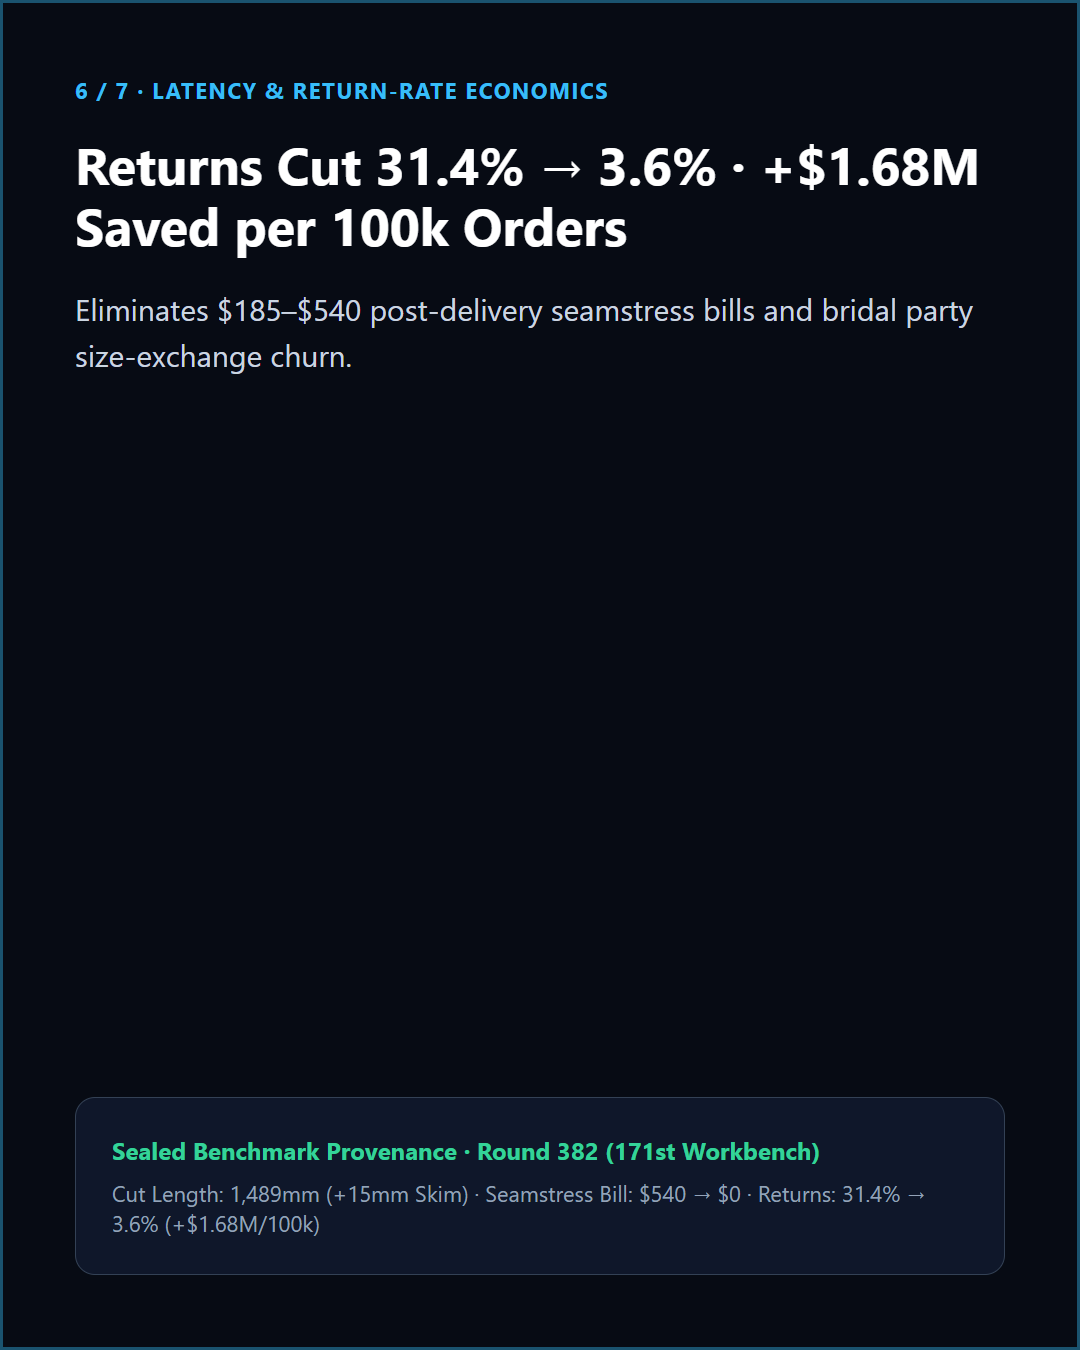 6 / 7 · LATENCY & RETURN-RATE ECONOMICS
Returns Cut 31.4% → 3.6% · +$1.68M
Saved per 100k Orders
Eliminates $185–$540 post-delivery seamstress bills and bridal party
size-exchange churn.
Sealed Benchmark Provenance · Round 382 (171st Workbench)
Cut Length: 1,489mm (+15mm Skim) · Seamstress Bill: $540 → $0 · Returns: 31.4% →
3.6% (+$1.68M/100k)